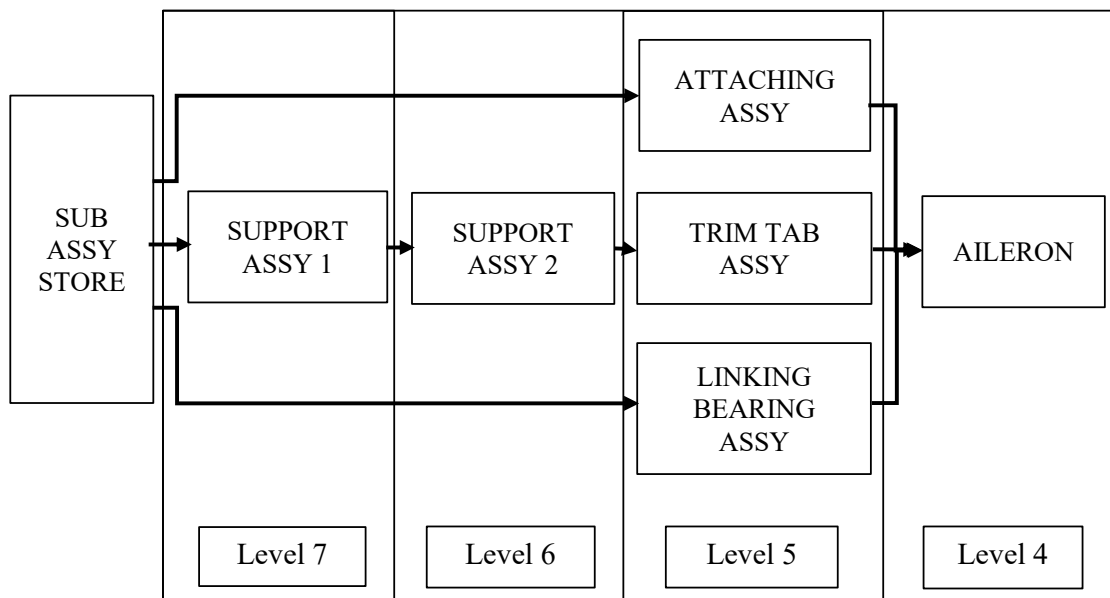 SUB
ASSY
STORE
SUPPORT
ASSY 1
SUPPORT
ASSY 2
ATTACHING
ASSY
TRIM TAB
ASSY
LINKING
BEARING
ASSY
AILERON
Level 7
Level 6
Level 5
Level 4